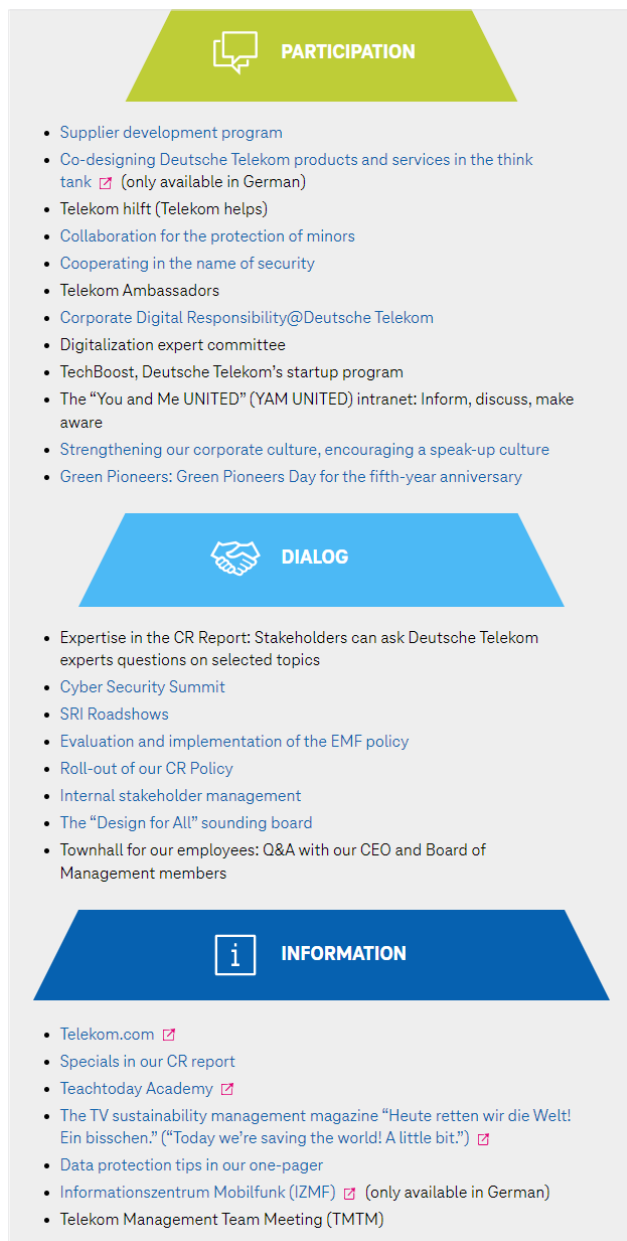 PARTICIPATION
• Supplier development program
• Co-designing Deutsche Telekom products and services in the think
tank (only available in German)
• Telekom hilft (Telekom helps)
• Collaboration for the protection of minors
• Cooperating in the name of security
• Telekom Ambassadors
• Corporate Digital Responsibility@Deutsche Telekom
• Digitalization expert committee
• TechBoost, Deutsche Telekom’s startup program
• The “You and Me UNITED” (YAM UNITED) intranet: Inform, discuss, make
aware
• Strengthening our corporate culture, encouraging a speak-up culture
• Green Pioneers: Green Pioneers Day for the fifth-year anniversary
DIALOG
• Expertise in the CR Report: Stakeholders can ask Deutsche Telekom
experts questions on selected topics
• Cyber Security Summit
• SRI Roadshows
• Evaluation and implementation of the EMF policy
• Roll-out of our CR Policy
• Internal stakeholder management
• The “Design for All” sounding board
• Townhall for our employees: Q&A with our CEO and Board of
Management members
i INFORMATION
• Telekom.com
• Specials in our CR report
• Teachtoday Academy
• The TV sustainability management magazine “Heute retten wir die Welt!
Ein bisschen.” (“Today we’re saving the world! A little bit.”)
• Data protection tips in our one-pager
• Informationszentrum Mobilfunk (IZMF) (only available in German)
• Telekom Management Team Meeting (TMTM)